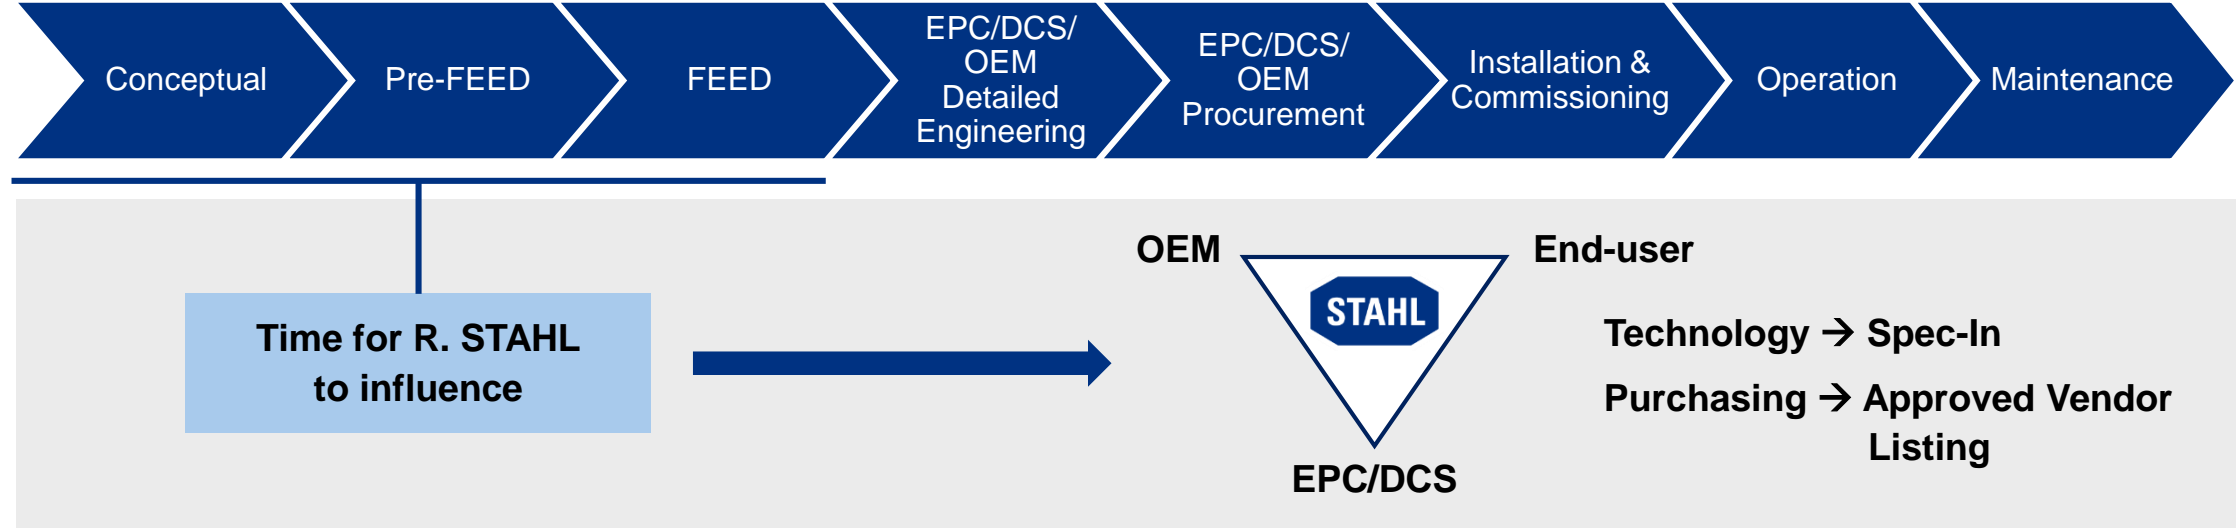 Conceptual
Pre-FEED
FEED
EPC/DCS/
OEM
Detailed
Engineering
EPC/DCS/
OEM
Procurement
Installation &
Commissioning
Operation
Maintenance
Time for R. STAHL
to influence
OEM
End-user
STAHL
EPC/DCS
Technology → Spec-In
Purchasing → Approved Vendor
Listing